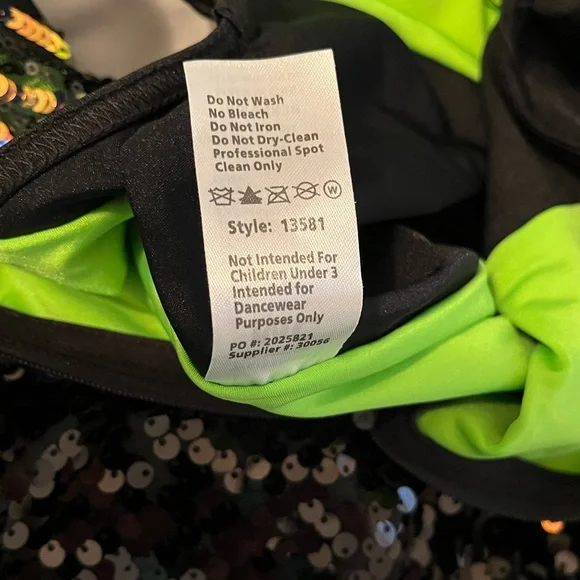 Do Not Wash
No Bleach
Do Not Iron
Do Not Dry-Clean
Professional Spot
Clean Only
W
Style: 13581
Not Intended For
Children Under 3
Intended for
Dancewear
Purposes Only
PO #: 2025821
Supplier #: 30056